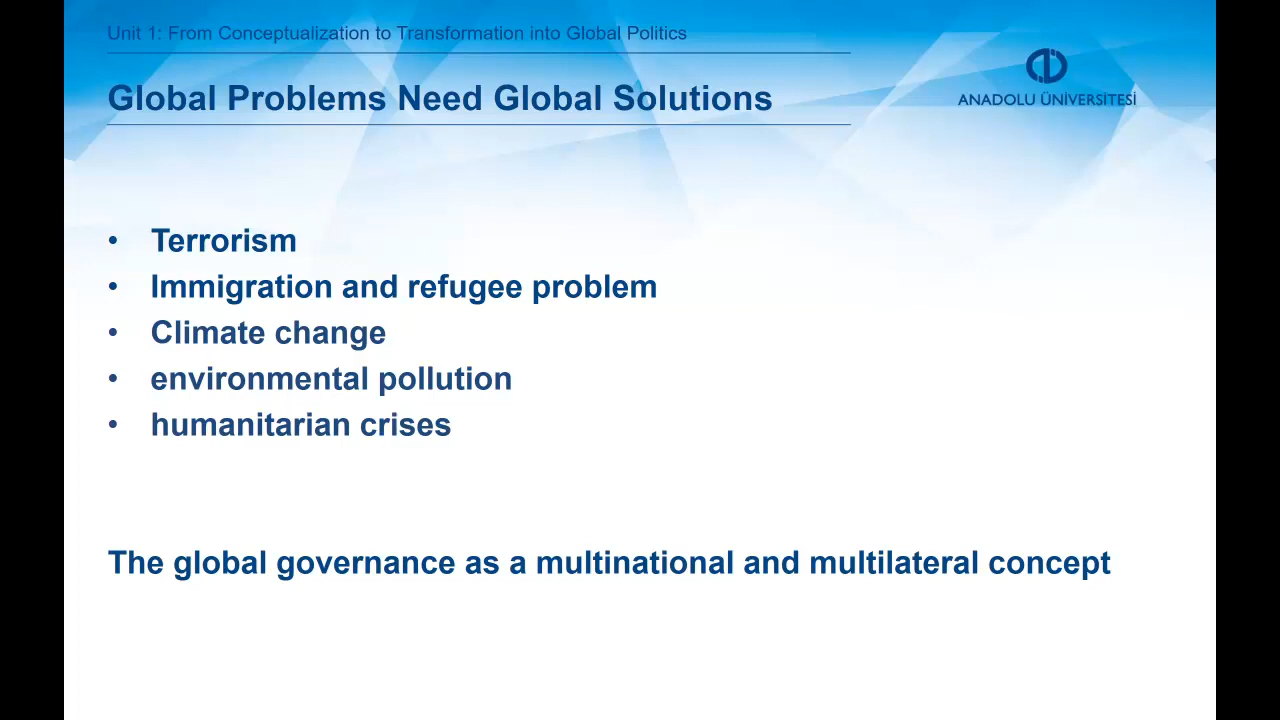 Unit 1: From Conceptualization to Transformation into Global Politics
Global Problems Need Global Solutions
ANADOLU ÜNİVERSİTESİ
• Terrorism
• Immigration and refugee problem
• Climate change
• environmental pollution
• humanitarian crises
The global governance as a multinational and multilateral concept